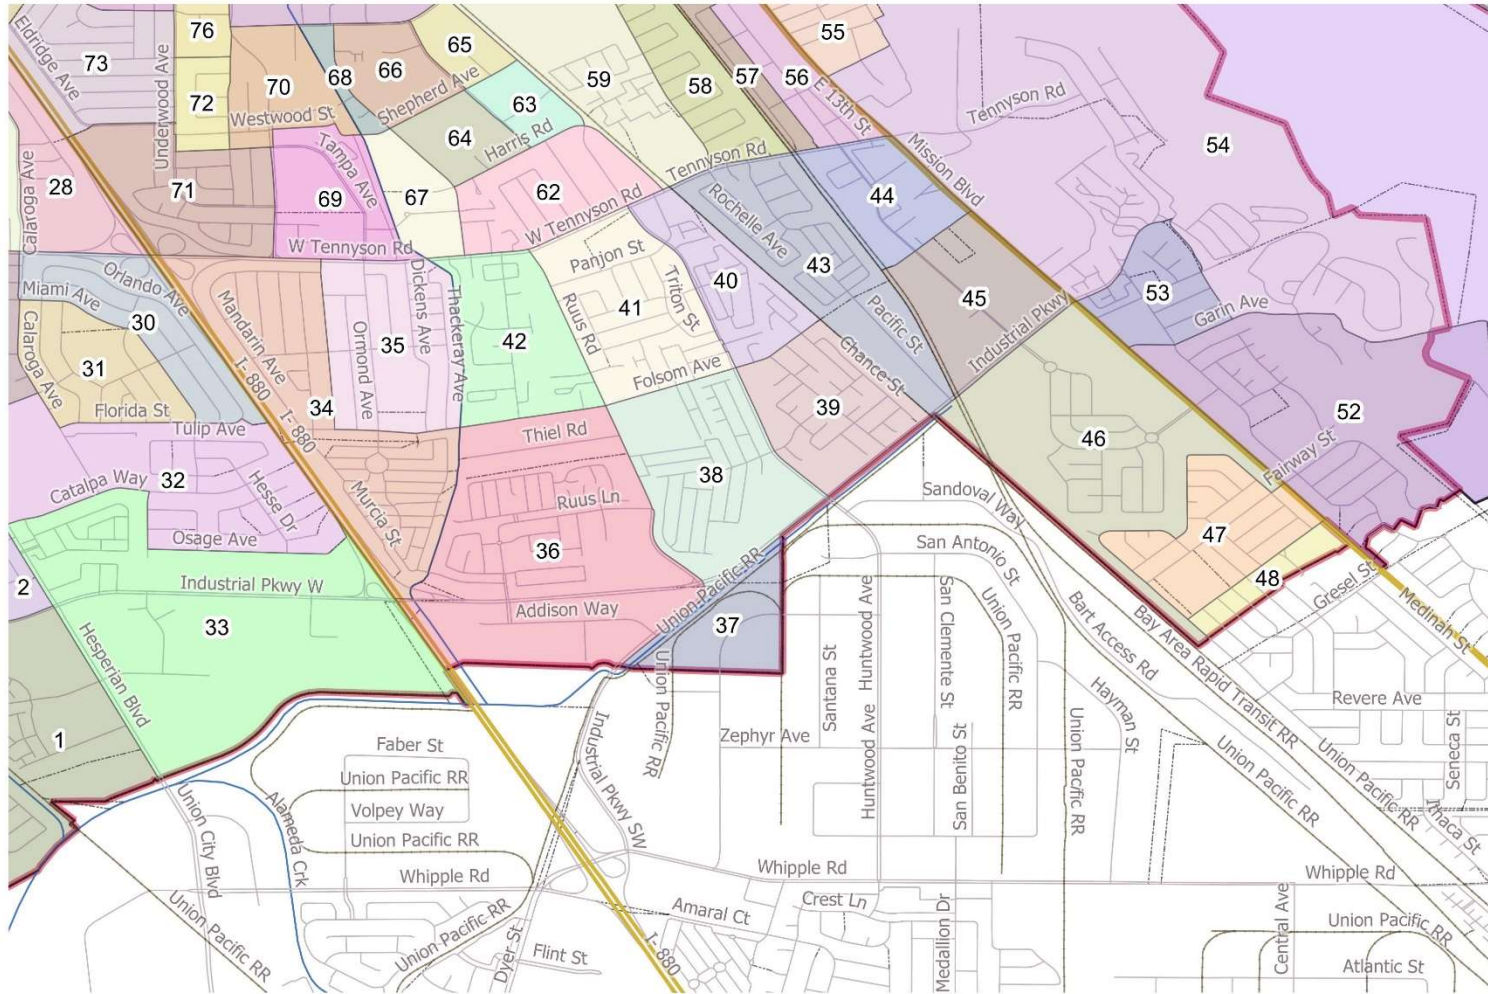 76
65
55
Eldridge Ave
73
Underwood Ave
70
68
66
59
58
57
56
72
Shepherd Ave
63
E 13th St
Tennyson Rd
Westwood St
64
Harris Rd
54
Calaroga Ave
28
71
Tampa Ave
69
67
62
Tennyson Rd
44
Mission Blvd
W Tennyson Rd
Rochelle Ave
W Tennyson Rd
Panjon St
40
43
45
53
Miami Ave
Orlando Ave
30
Mandarin Ave
Dickens Ave
Thackeray Ave
Ruus Rd
41
Triton St
Pacific St
Industrial Pkwy
Garin Ave
Calaroga Ave
31
I- 880
Ormond Ave
35
42
Folsom Ave
Chance St
Florida St
34
39
52
Tulip Ave
I- 880
Thiel Rd
46
Fairway St
Catalpa Way
32
Hesse Dr
Murcia St
Ruus Ln
38
Sandoval Way
Osage Ave
36
San Antonio St
47
2
Industrial Pkwy W
Addison Way
Union Pacific RR
48
Gresel St
33
37
Huntwood Ave
San Clemente St
Union Pacific RR
Bart Access Rd
Bay Area Rapid Transit RR
Medinah St
Hesperian Blvd
Union Pacific RR
Santana St
Hayman St
Revere Ave
1
Faber St
Industrial Pkwy SW
Zephyr Ave
Huntwood Ave
San Benito St
Union Pacific RR
Union Pacific RR
Union Pacific RR
Seneca St
Union City Blvd
Alameda Crk
Union Pacific RR
Volpey Way
Union Pacific RR
Ithaca St
Whipple Rd
Whipple Rd
Whipple Rd
Union Pacific RR
Union Pacific RR
Dyer St
Flint St
I- 880
Amaral Ct
Crest Ln
Medallion Dr
Central Ave
Union Pacific RR
Atlantic St